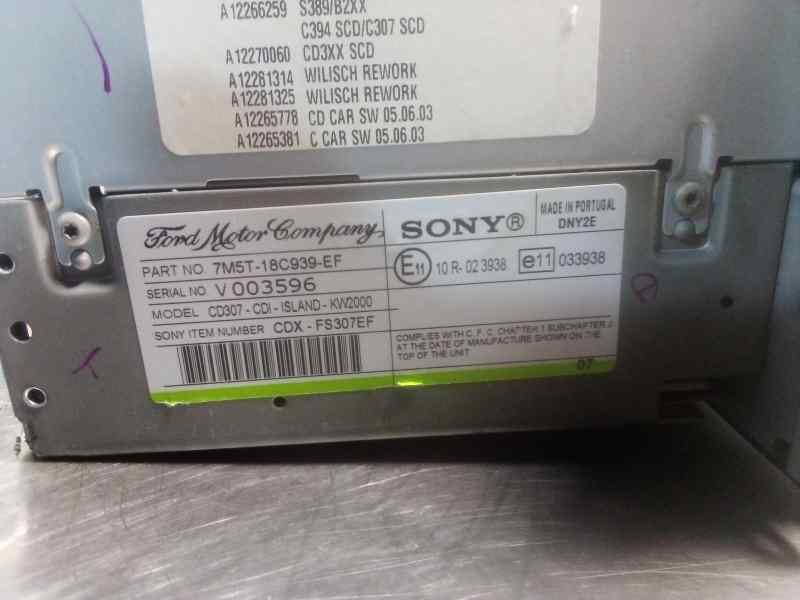 A12266259 S389/B2XX
C394 SCD/C307 SCD
A12270060 CD3XX SCD
A12281314 WILISCH REWORK
A12281325 WILISCH REWORK
A12265778 CD CAR SW 05.06.03
A12265381 C CAR SW 05.06.03
Ford Motor Company,
PART NO. 7M5T-18C939-EF
SERIAL NO V 003596
MODEL CD307 - CDI - ISLAND - KW2000
SONY ITEM NUMBER CDX - FS307EF
SONY®
MADE IN PORTUGAL
DNY2E
E11 10 R- 02 3938 e11 033938
COMPLIES WITH C. F. C. CHAPTER 1 SUBCHAPTER J
AT THE DATE OF MANUFACTURE SHOWN ON THE
TOP OF THE UNIT
07